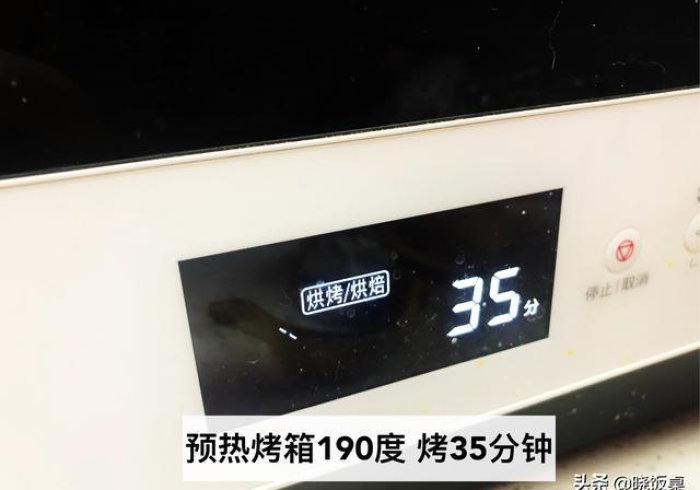 烘烤/烘焙
35分
停止|取消
预热烤箱190度 烤35分钟
头条 @晓饭桌